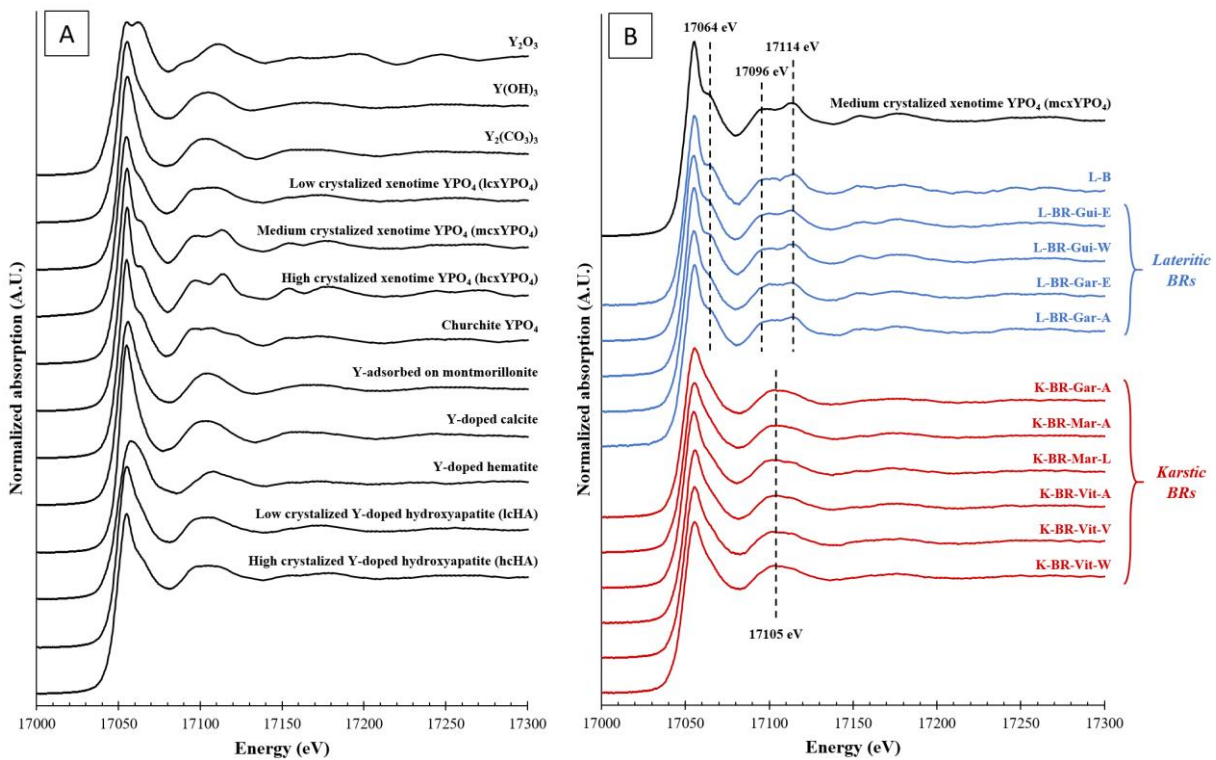 A
Normalized absorption (A.U.)
Y₂O₃
Y(OH)₃
Y₂(CO₃)₃
Low crystalized xenotime YPO₄ (lcxYPO₄)
Medium crystalized xenotime YPO₄ (mcxYPO₄)
High crystalized xenotime YPO₄ (hcxYPO₄)
Churchite YPO₄
Y-adsorbed on montmorillonite
Y-doped calcite
Y-doped hematite
Low crystalized Y-doped hydroxyapatite (lcHA)
High crystalized Y-doped hydroxyapatite (hcHA)
17000 17050 17100 17150 17200 17250 17300
Energy (eV)
B
Normalized absorption (A.U.)
17064 eV
17114 eV
17096 eV
Medium crystalized xenotime YPO₄ (mcxYPO₄)
L-B
L-BR-Gui-E
L-BR-Gui-W
L-BR-Gar-E
L-BR-Gar-A
Lateritic
BRs
K-BR-Gar-A
K-BR-Mar-A
K-BR-Mar-L
K-BR-Vit-A
K-BR-Vit-V
K-BR-Vit-W
Karstic
BRs
17105 eV
17000 17050 17100 17150 17200 17250 17300
Energy (eV)